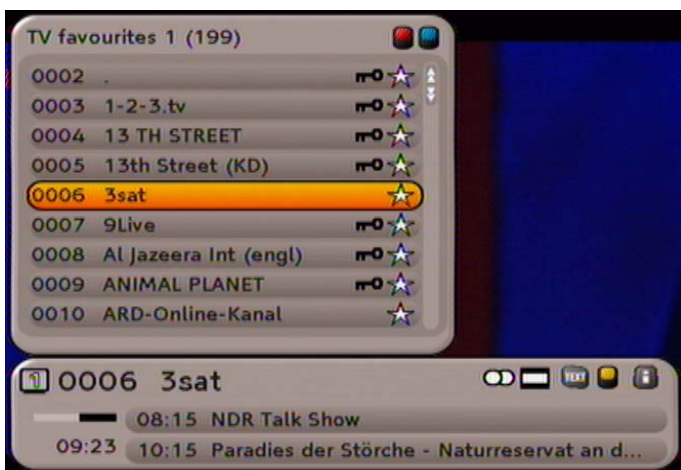 TV favourites 1 (199)
0002 .
0003 1-2-3.tv
0004 13 TH STREET
0005 13th Street (KD)
0006 3sat
0007 9Live
0008 Al Jazeera Int (engl)
0009 ANIMAL PLANET
0010 ARD-Online-Kanal
1 0006 3sat TEXT i
08:15 NDR Talk Show
09:23 10:15 Paradies der Störche - Naturreservat an d...